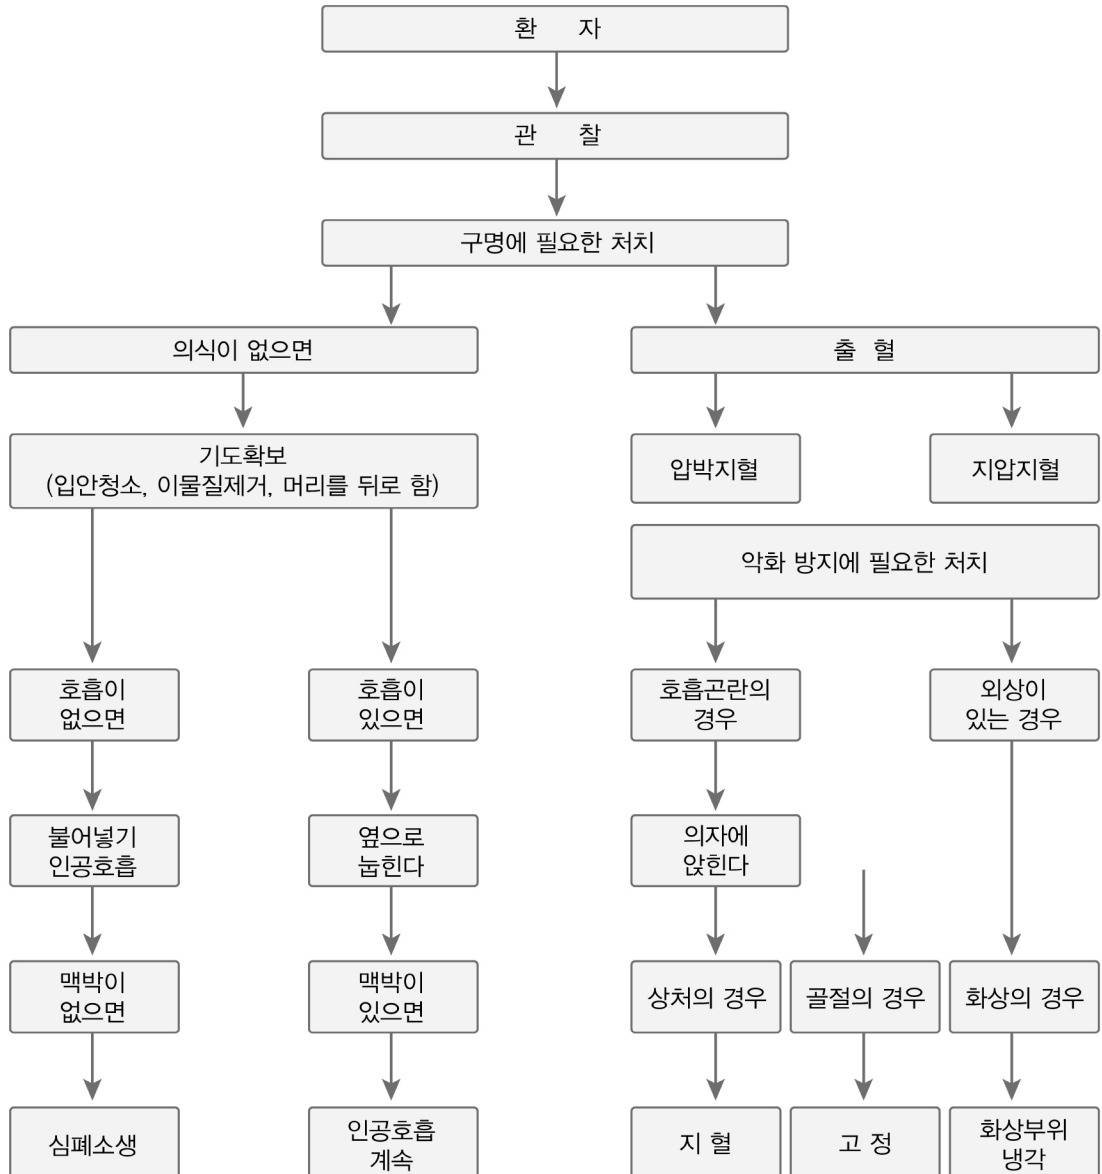 환 자
관 찰
구명에 필요한 처치
의식이 없으면
출 혈
기도확보
(입안청소, 이물질제거, 머리를 뒤로 함)
압박지혈
지압지혈
악화 방지에 필요한 처치
호흡이
없으면
호흡이
있으면
호흡곤란의
경우
외상이
있는 경우
불어넣기
인공호흡
옆으로
눕힌다
의자에
앉힌다
맥박이
없으면
맥박이
있으면
상처의 경우
골절의 경우
화상의 경우
심폐소생
인공호흡
계속
지 혈
고 정
화상부위
냉각